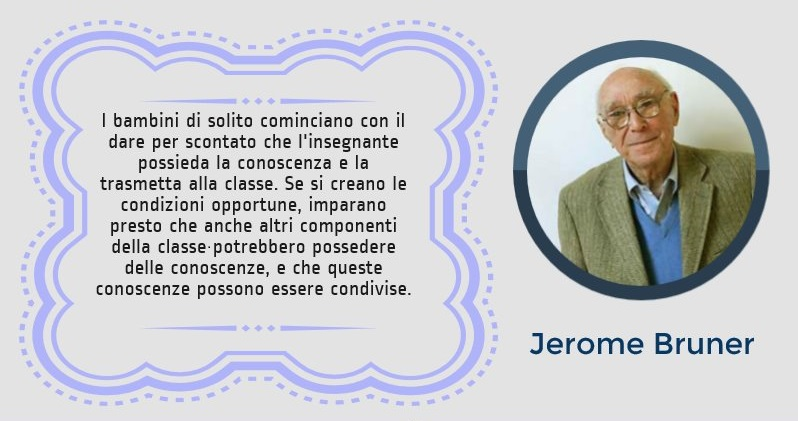 I bambini di solito cominciano con il
dare per scontato che l'insegnante
possieda la conoscenza e la
trasmetta alla classe. Se si creano le
condizioni opportune, imparano
presto che anche altri componenti
della classe·potrebbero possedere
delle conoscenze, e che queste
conoscenze possono essere condivise.
Jerome Bruner